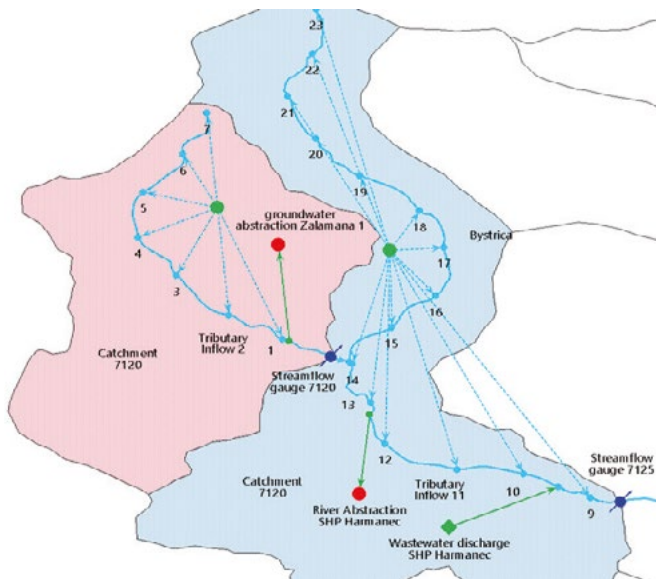 23
22
21
7
20
6
19
5
groundwater
abstraction Zalamana 1
18
Bystrica
4
17
3
16
Tributary
Inflow 2
1
15
Catchment
7120
Streamflow
gauge 7120
14
13
12
Streamflow
gauge 7125
Catchment
7120
Tributary
Inflow 11
10
9
River Abstraction
SHP Harmanec
Wastewater discharge
SHP Harmanec